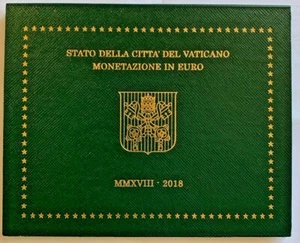 STATO DELLA CITTA' DEL VATICANO
MONETAZIONE IN EURO
MMXVIII · 2018